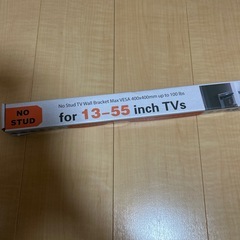 NO
STUD
No Stud TV Wall Bracket Max VESA 400x400mm up to 100 lbs.
for 13–55 inch TVs